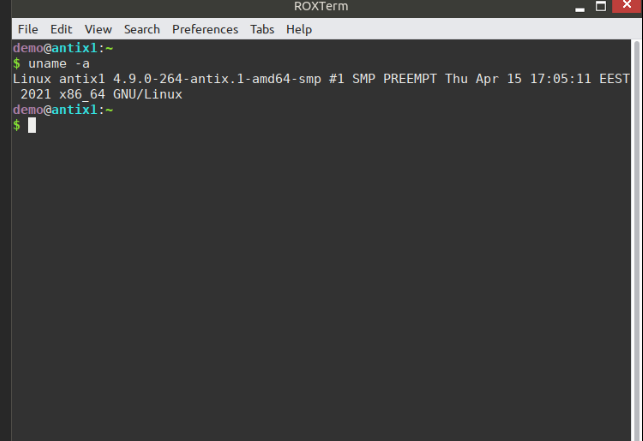 ROXTerm
File Edit View Search Preferences Tabs Help
demo@antix1:~
$ uname -a
Linux antix1 4.9.0-264-antix.1-amd64-smp #1 SMP PREEMPT Thu Apr 15 17:05:11 EEST
2021 x86_64 GNU/Linux
demo@antix1:~
$